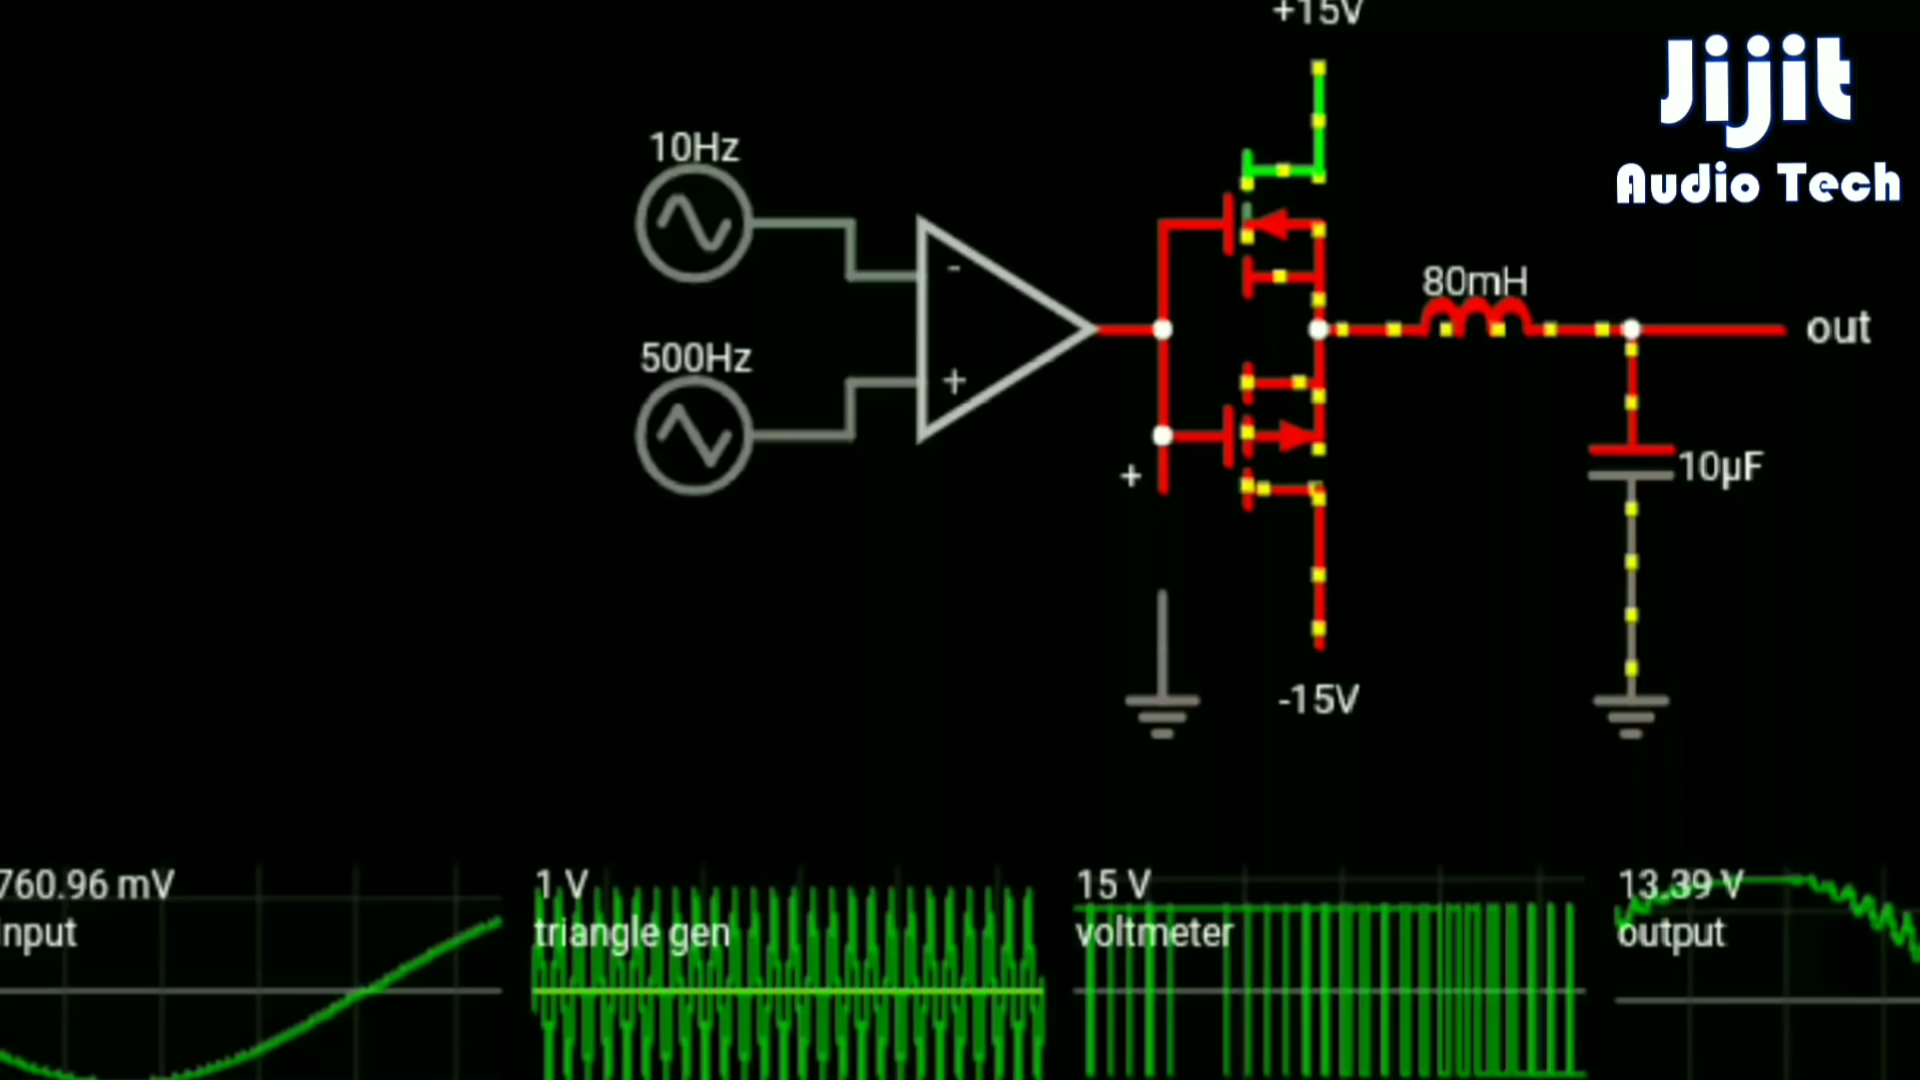 +15V
Jijit
Audio Tech
10Hz
-
80mH
out
500Hz
+
+
10µF
-15V
760.96 mV
input
1 V
triangle gen
15 V
voltmeter
13.39 V
output